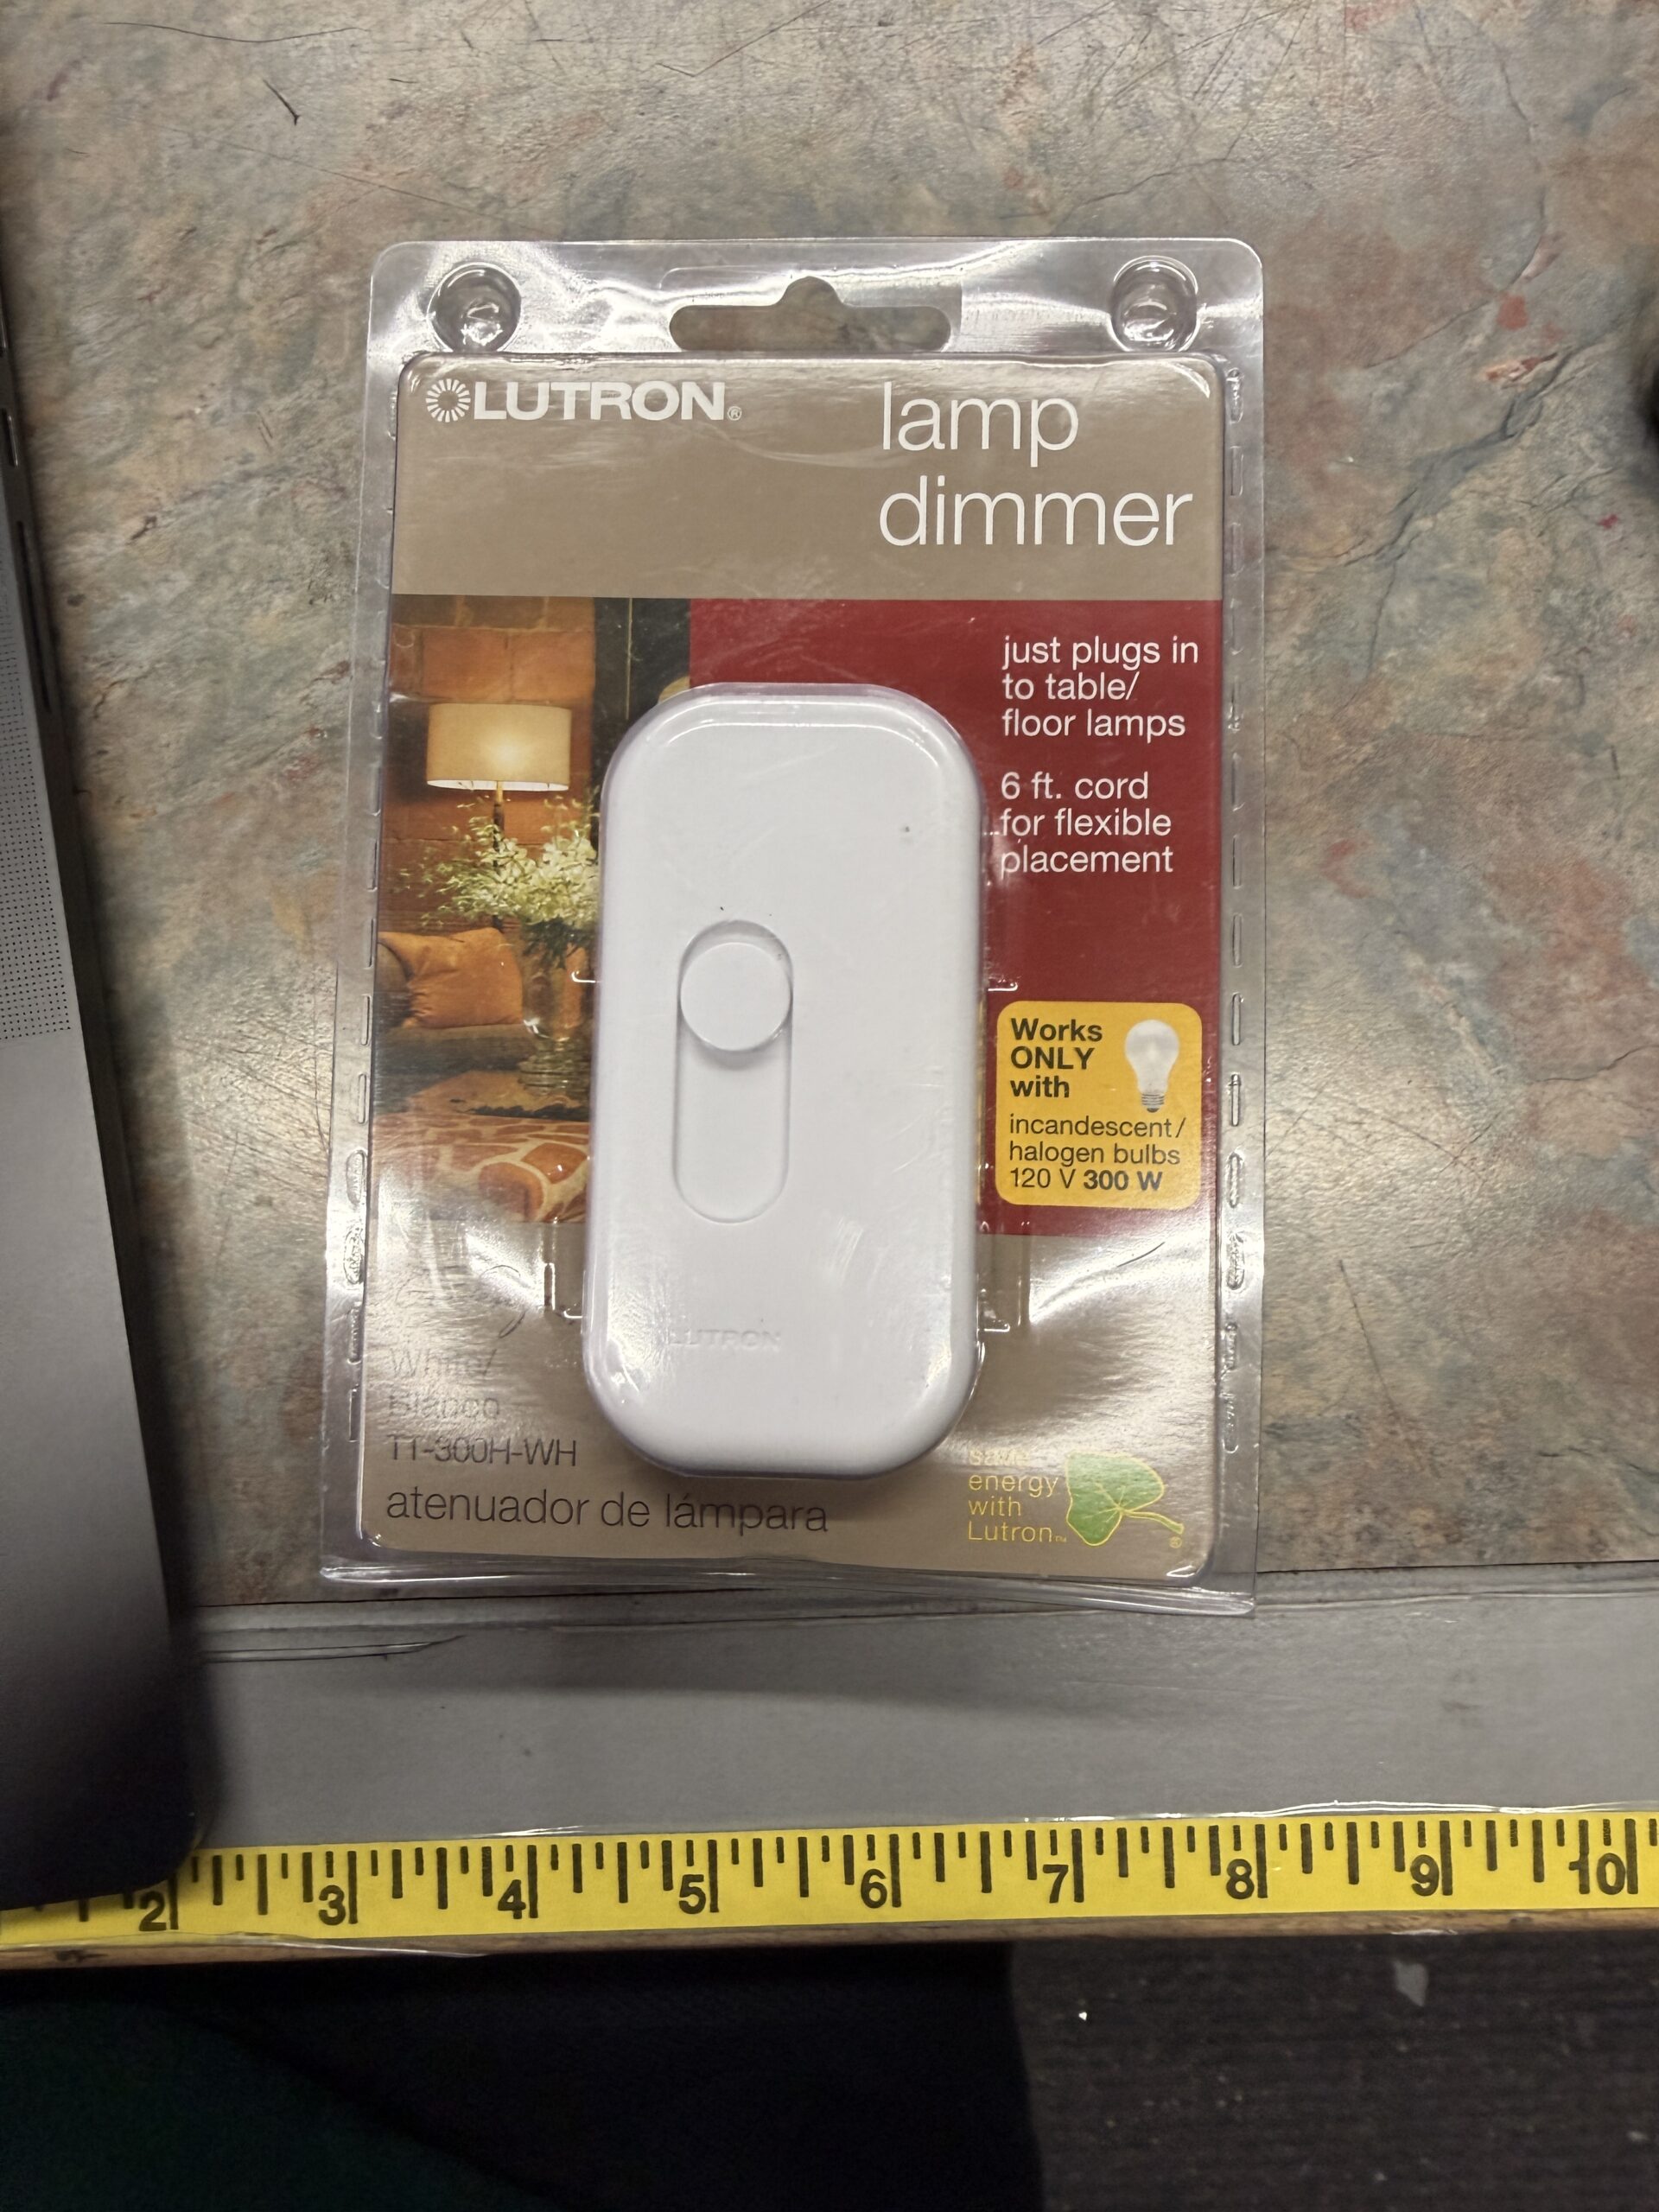 LUTRON®
lamp
dimmer
just plugs in
to table/
floor lamps
6 ft. cord
for flexible
placement
Works
ONLY
with
incandescent/
halogen bulbs
120 V 300 W
LUTRON
White/
Blanco
TT-300H-WH
atenuador de lámpara
save
energy
with
Lutron™
®
2 3 4 5 6 7 8 9 10